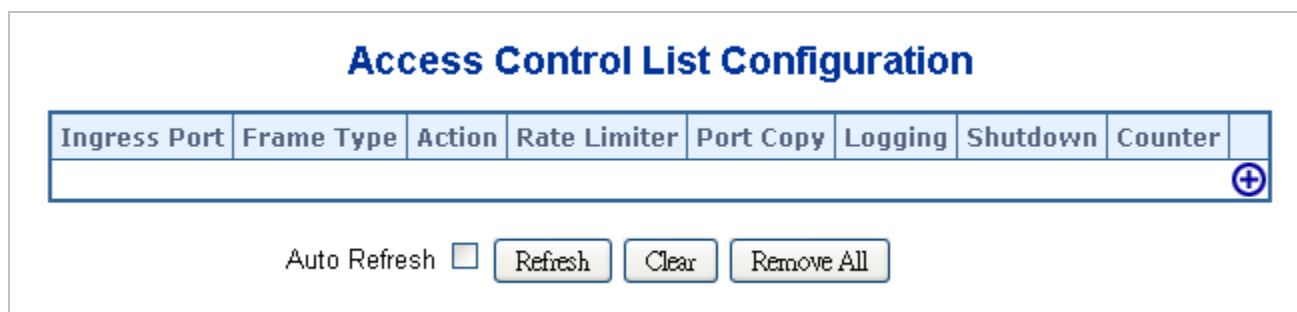 Access Control List Configuration
Ingress Port Frame Type Action Rate Limiter Port Copy Logging Shutdown Counter
Auto Refresh Refresh Clear Remove All